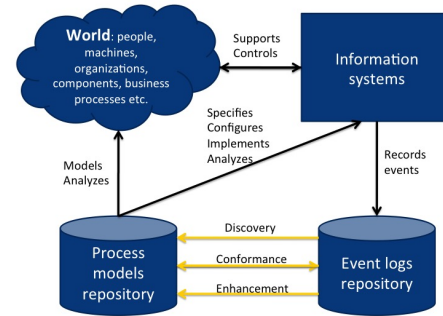 World: people,
machines,
organizations,
components, business
processes etc.
Supports
Controls
Information
systems
Specifies
Configures
Implements
Analyzes
Models
Analyzes
Records
events
Discovery
Conformance
Enhancement
Process
models
repository
Event logs
repository